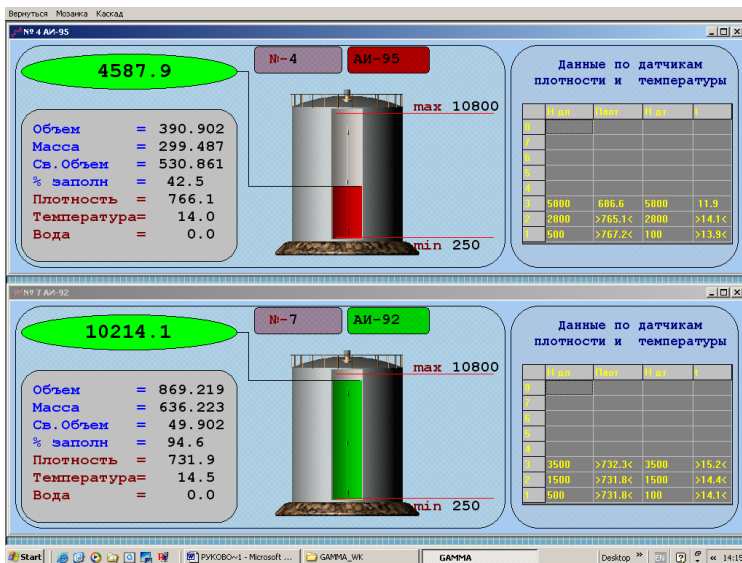 Вернуться Мозаика Каскад
№ 4 АИ-95
4587.9
№-4 АИ-95
max 10800
min 250
Объем = 390.902
Масса = 299.487
Св.Объем = 530.861
% заполн = 42.5
Плотность = 766.1
Температура= 14.0
Вода = 0.0
Данные по датчикам
плотности и температуры
Н дп Плот Н дт t
8
7
6
5
4
3 5800 686.6 5800 11.9
2 2800 >765.1< 2800 >14.1<
1 500 >767.2< 100 >13.9<
№ 7 АИ-92
10214.1
№-7 АИ-92
max 10800
min 250
Объем = 869.219
Масса = 636.223
Св.Объем = 49.902
% заполн = 94.6
Плотность = 731.9
Температура= 14.5
Вода = 0.0
Данные по датчикам
плотности и температуры
Н дп Плот Н дт t
8
7
6
5
4
3 3500 >732.3< 3500 >15.2<
2 1500 >731.8< 1500 >14.4<
1 500 >731.8< 100 >14.1<
Start РУКОВО~1 - Microsoft ... GAMMA_WK GAMMA Desktop » EN « 14:15